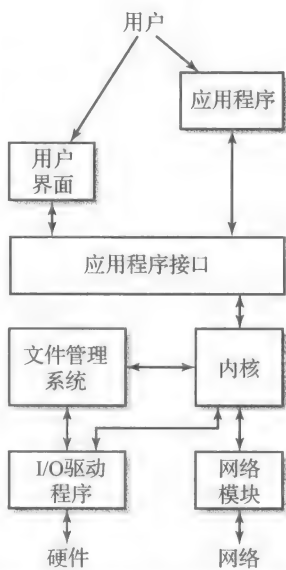 用户
应用程序
用户
界面
应用程序接口
文件管理
系统
内核
I/O驱动
程序
网络
模块
硬件
网络